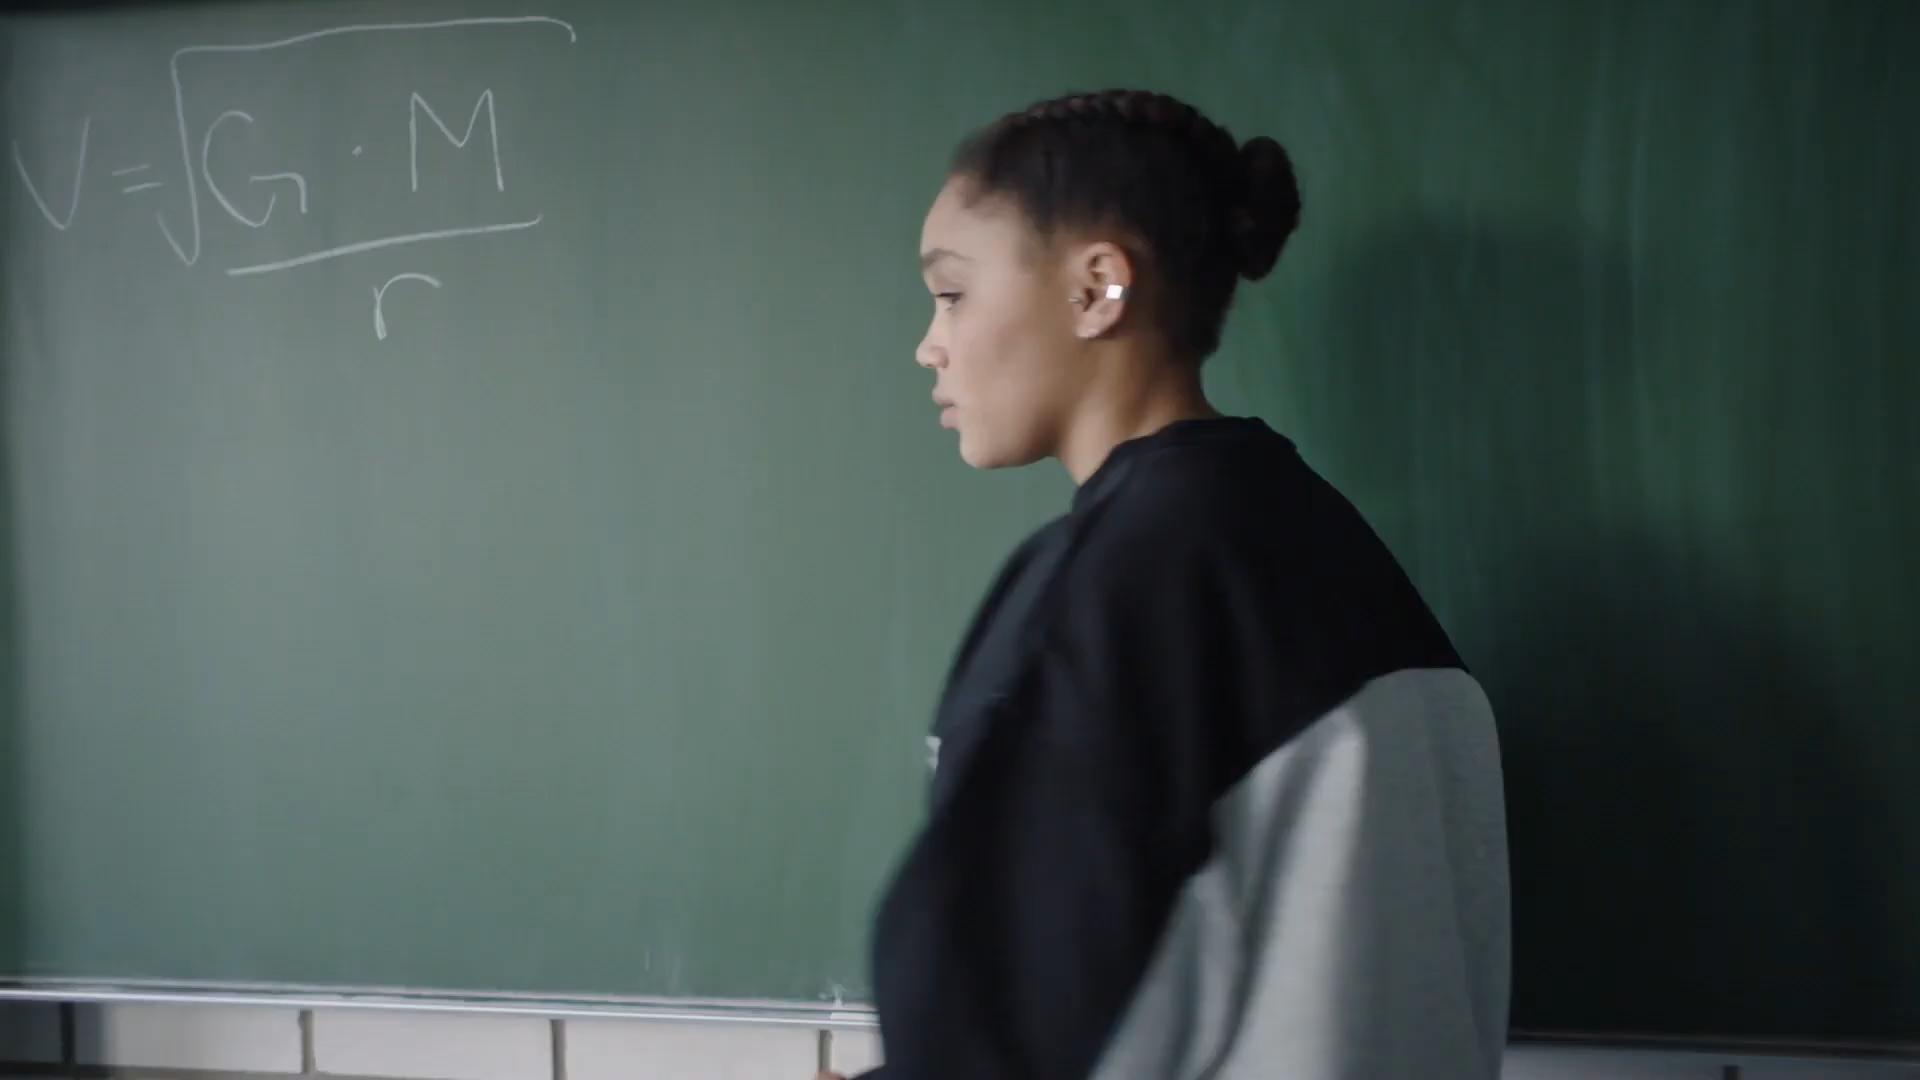 V = √G · M
r